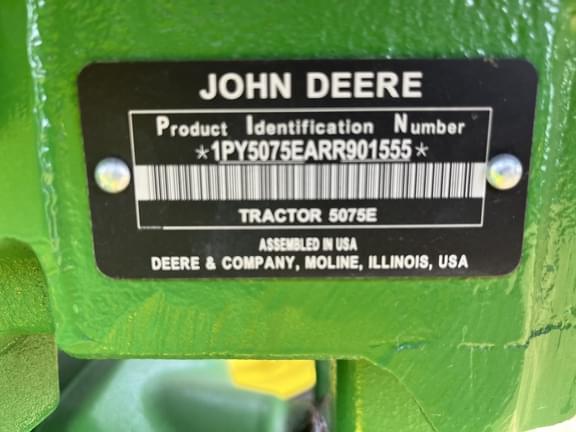 JOHN DEERE
Product Identification Number
*1PY5075EARR901555*
TRACTOR 5075E
ASSEMBLED IN USA
DEERE & COMPANY, MOLINE, ILLINOIS, USA